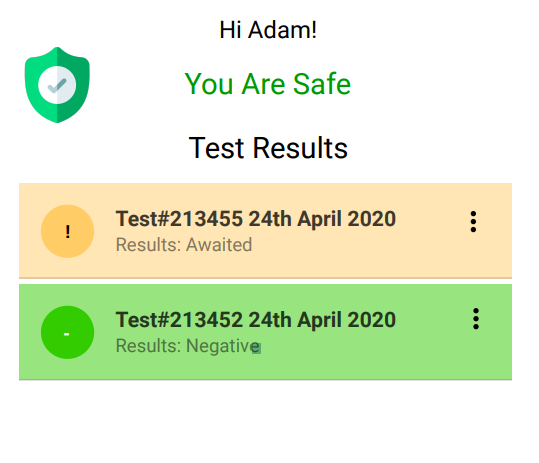 Hi Adam!
You Are Safe
Test Results
!
Test#213455 24th April 2020
Results: Awaited
-
Test#213452 24th April 2020
Results: Negative